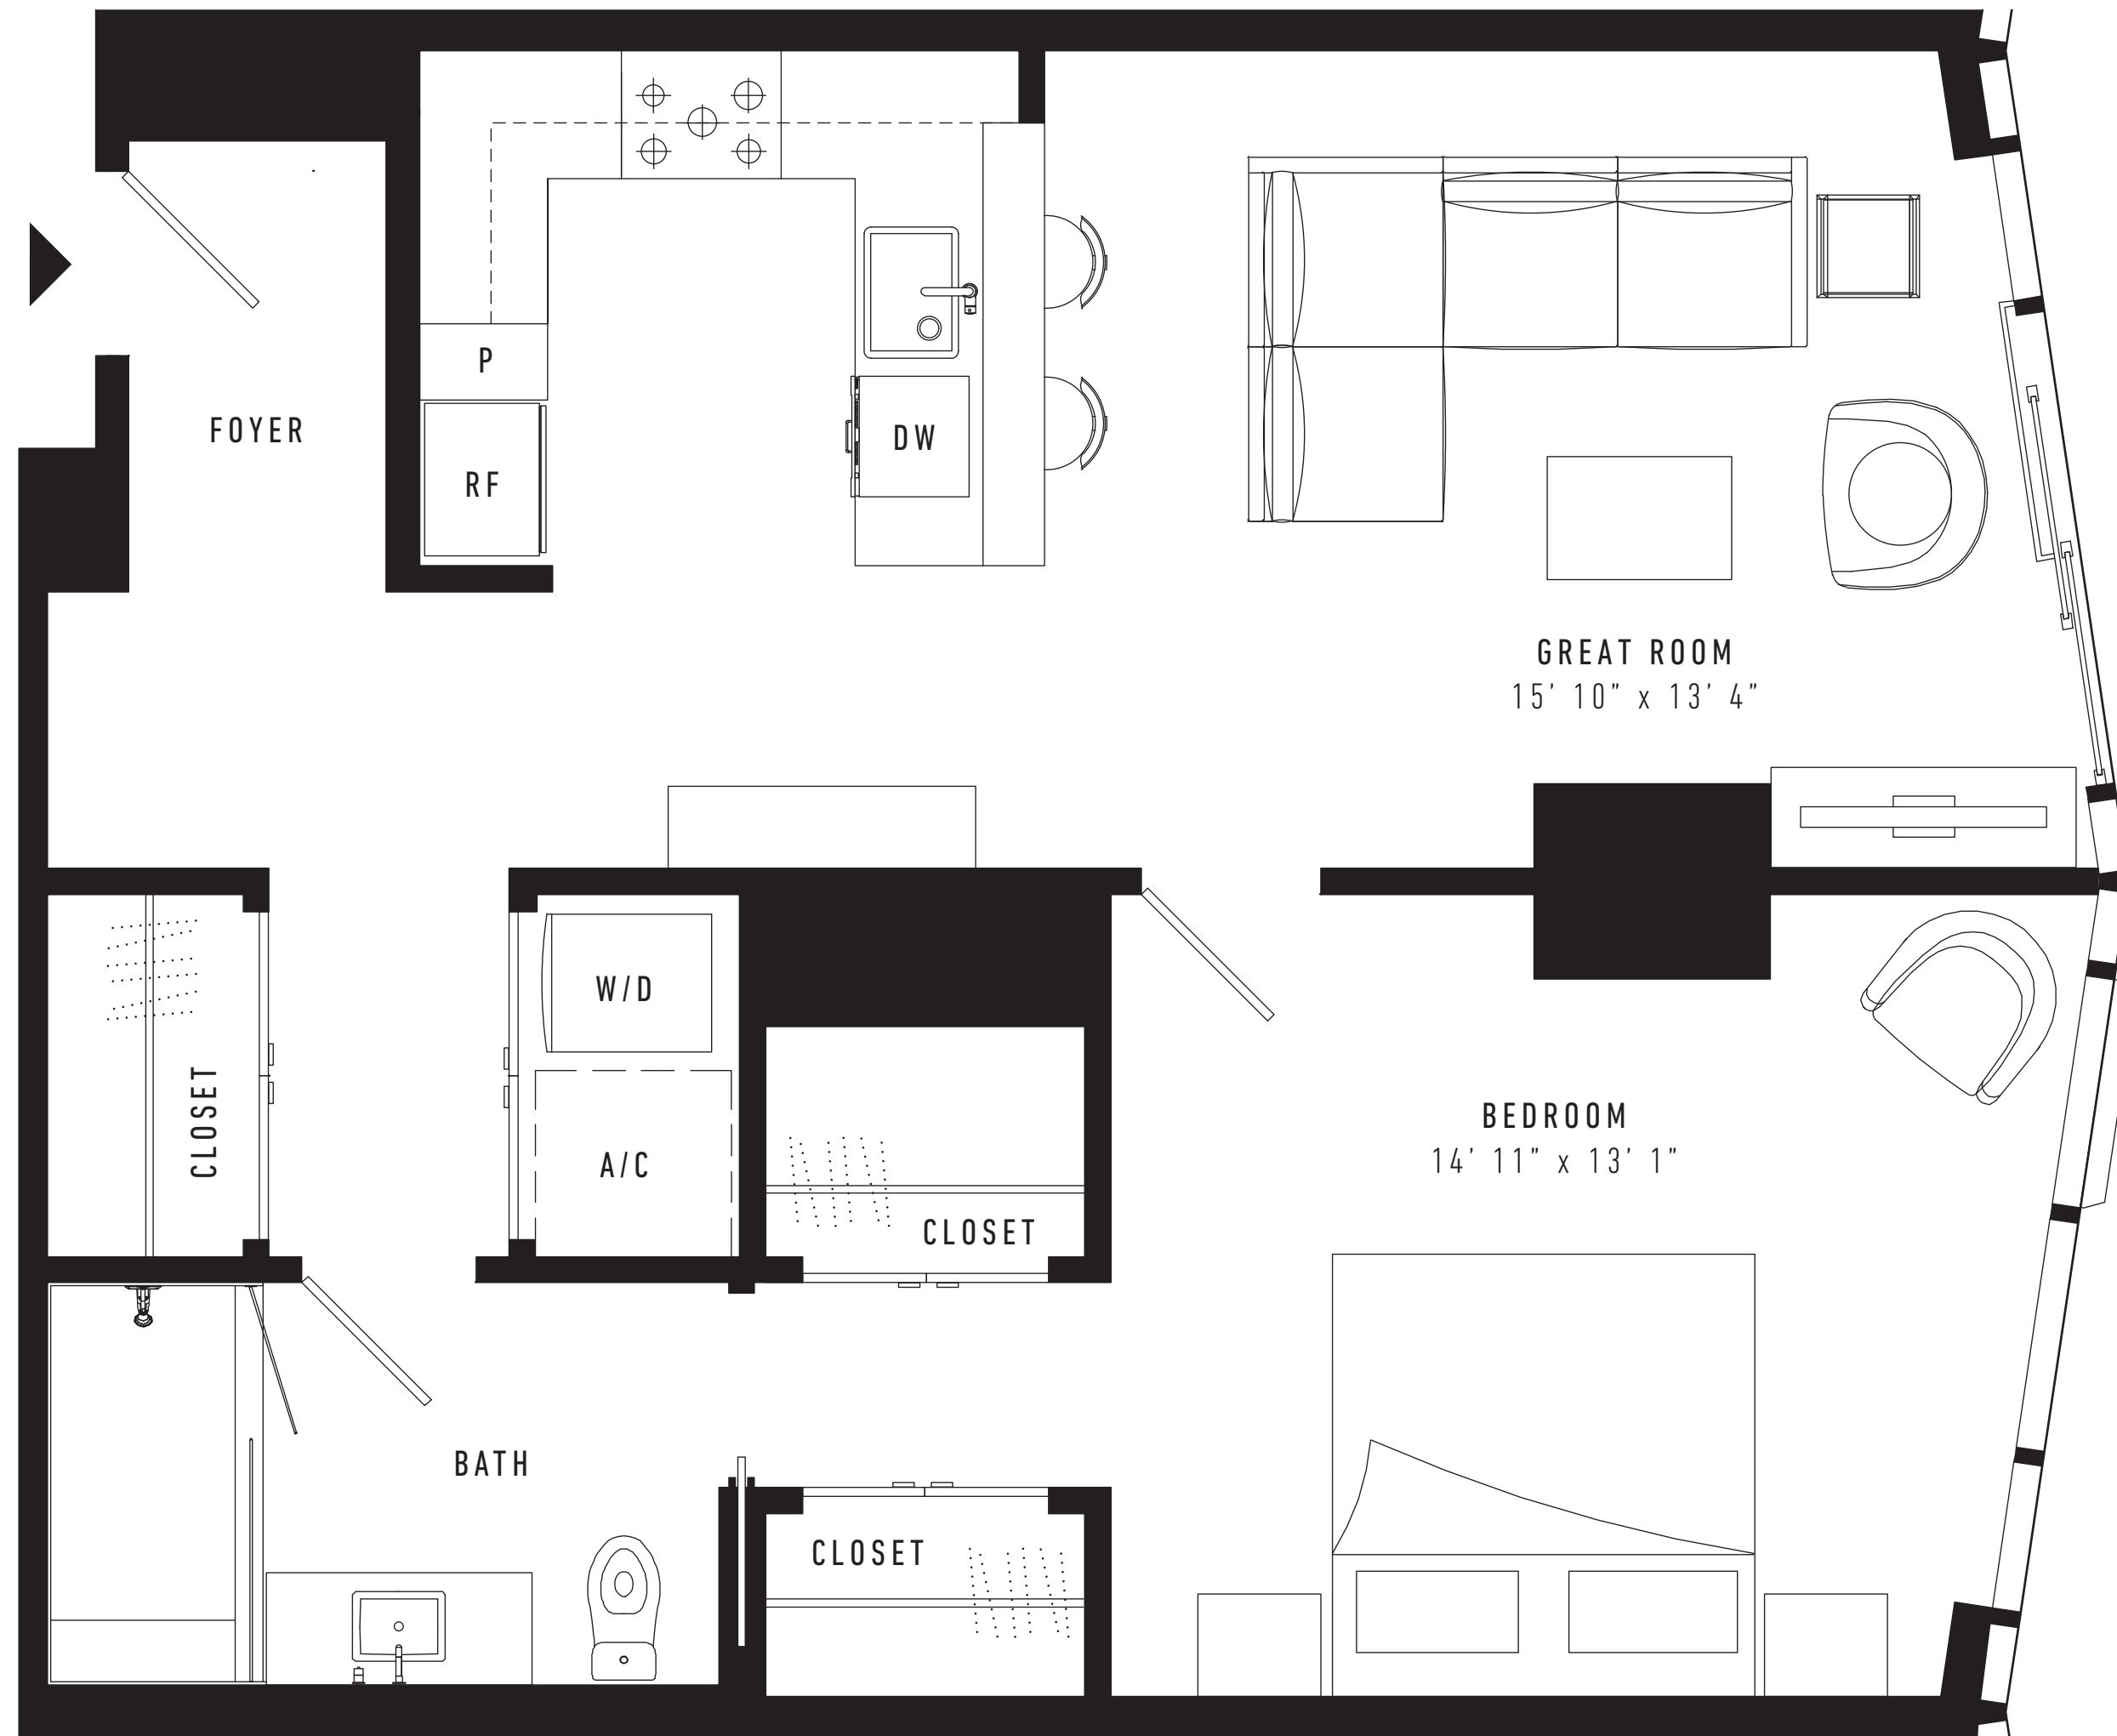 P
FOYER
DW
RF
GREAT ROOM
15’ 10” x 13’ 4”
W/D
CLOSET
BEDROOM
14’ 11” x 13’ 1”
A/C
CLOSET
BATH
CLOSET